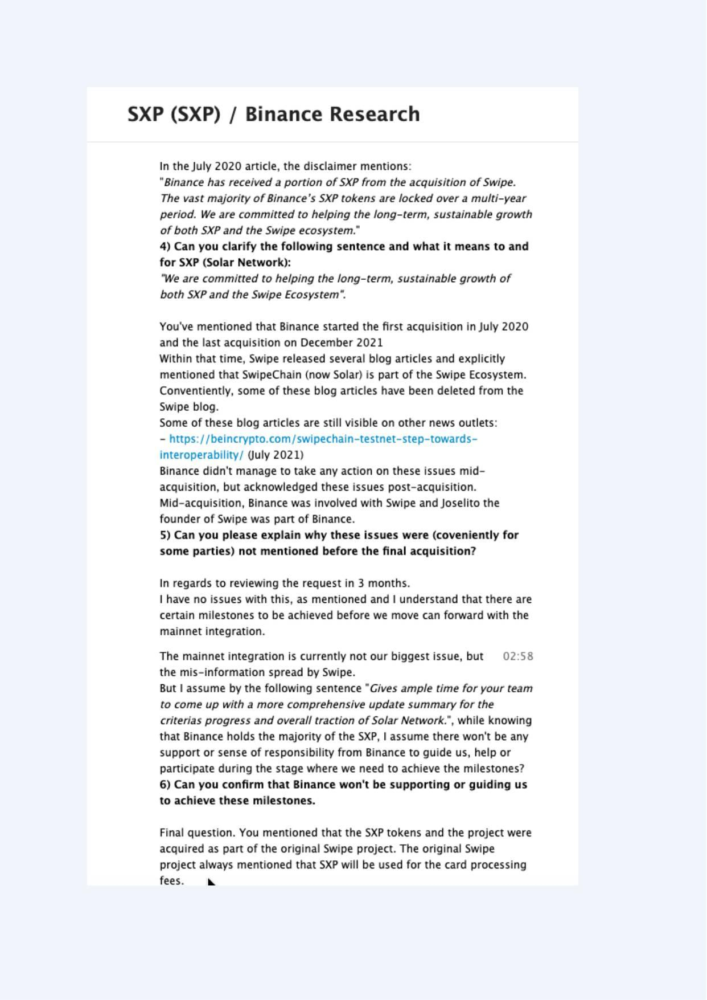 SXP (SXP) / Binance Research
In the July 2020 article, the disclaimer mentions:
"Binance has received a portion of SXP from the acquisition of Swipe.
The vast majority of Binance’s SXP tokens are locked over a multi-year
period. We are committed to helping the long-term, sustainable growth
of both SXP and the Swipe ecosystem."
4) Can you clarify the following sentence and what it means to and
for SXP (Solar Network):
"We are committed to helping the long-term, sustainable growth of
both SXP and the Swipe Ecosystem".
You've mentioned that Binance started the first acquisition in July 2020
and the last acquisition on December 2021
Within that time, Swipe released several blog articles and explicitly
mentioned that SwipeChain (now Solar) is part of the Swipe Ecosystem.
Conventiently, some of these blog articles have been deleted from the
Swipe blog.
Some of these blog articles are still visible on other news outlets:
- https://beincrypto.com/swipechain-testnet-step-towards-
interoperability/ (July 2021)
Binance didn't manage to take any action on these issues mid-
acquisition, but acknowledged these issues post-acquisition.
Mid-acquisition, Binance was involved with Swipe and Joselito the
founder of Swipe was part of Binance.
5) Can you please explain why these issues were (coveniently for
some parties) not mentioned before the final acquisition?
In regards to reviewing the request in 3 months.
I have no issues with this, as mentioned and I understand that there are
certain milestones to be achieved before we move can forward with the
mainnet integration.
The mainnet integration is currently not our biggest issue, but 02:58
the mis-information spread by Swipe.
But I assume by the following sentence "Gives ample time for your team
to come up with a more comprehensive update summary for the
criterias progress and overall traction of Solar Network.", while knowing
that Binance holds the majority of the SXP, I assume there won't be any
support or sense of responsibility from Binance to guide us, help or
participate during the stage where we need to achieve the milestones?
6) Can you confirm that Binance won't be supporting or guiding us
to achieve these milestones.
Final question. You mentioned that the SXP tokens and the project were
acquired as part of the original Swipe project. The original Swipe
project always mentioned that SXP will be used for the card processing
fees.